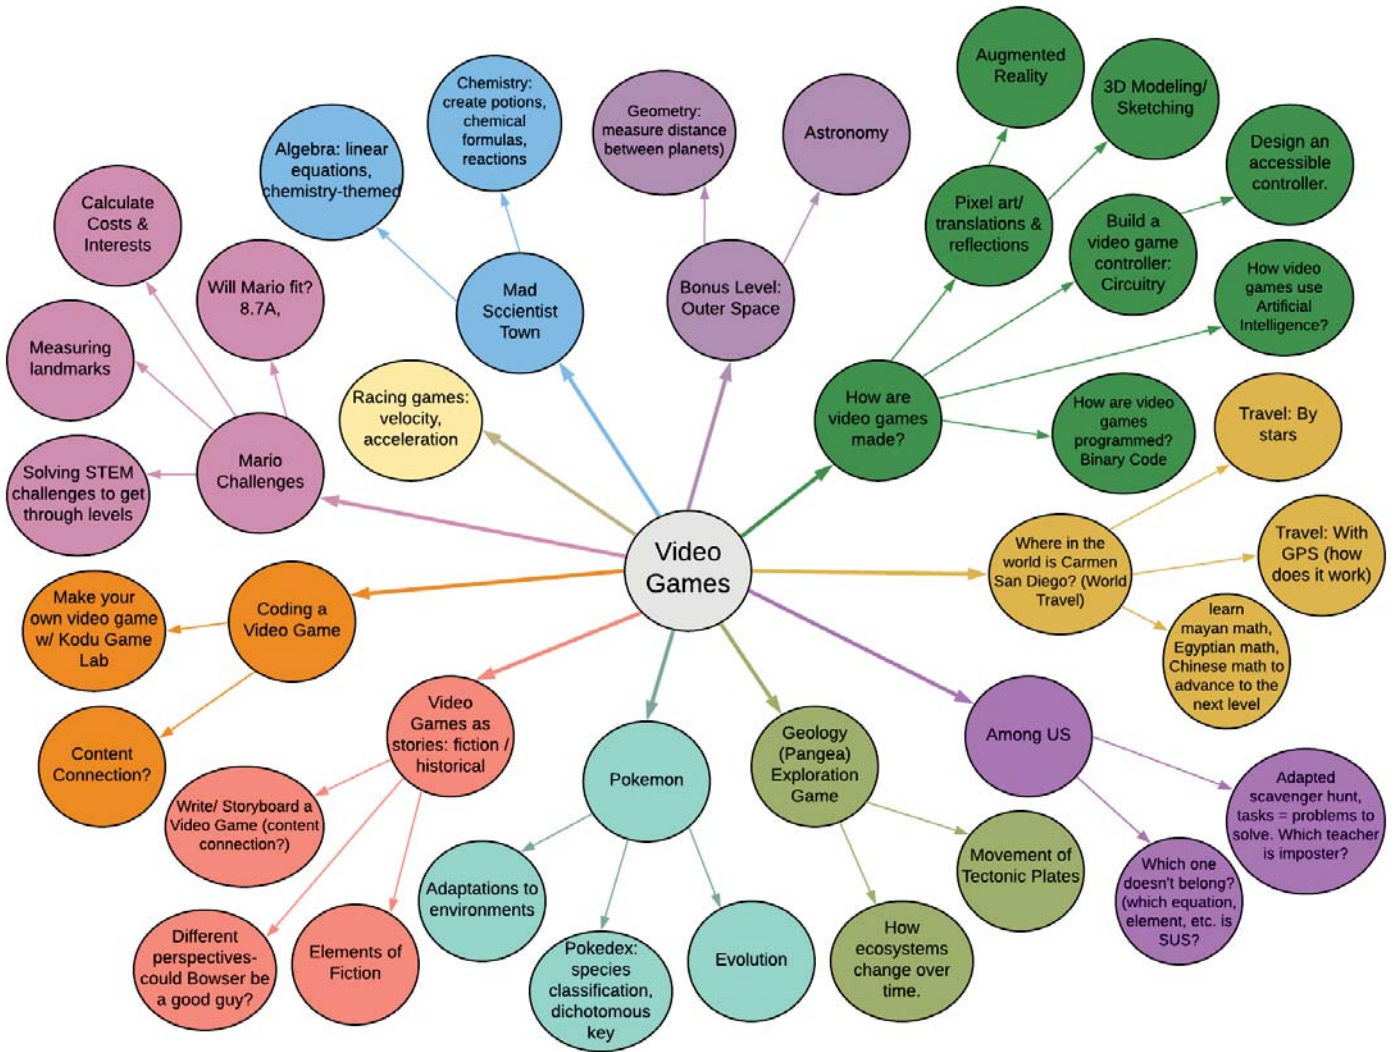 Augmented
Reality
3D Modeling/
Sketching
Chemistry:
create potions,
chemical
formulas,
reactions
Geometry:
measure distance
between planets)
Astronomy
Algebra: linear
equations,
chemistry-themed
Design an
accessible
controller.
Calculate
Costs &
Interests
Pixel art/
translations &
reflections
Build a
video game
controller:
Circuitry
Will Mario fit?
8.7A,
Mad
Sccientist
Town
Bonus Level:
Outer Space
How video
games use
Artificial
Intelligence?
Measuring
landmarks
Racing games:
velocity,
acceleration
How are
video games
made?
How are video
games
programmed?
Binary Code
Travel: By
stars
Solving STEM
challenges to get
through levels
Mario
Challenges
Video
Games
Where in the
world is Carmen
San Diego? (World
Travel)
Travel: With
GPS (how
does it work)
Make your
own video game
w/ Kodu Game
Lab
Coding a
Video Game
learn
mayan math,
Egyptian math,
Chinese math to
advance to the
next level
Content
Connection?
Video
Games as
stories: fiction /
historical
Pokemon
Geology
(Pangea)
Exploration
Game
Among US
Write/ Storyboard a
Video Game (content
connection?)
Adapted
scavenger hunt,
tasks = problems to
solve. Which teacher
is imposter?
Adaptations to
environments
Movement of
Tectonic Plates
Which one
doesn't belong?
(which equation,
element, etc. is
SUS?
Different
perspectives-
could Bowser be
a good guy?
Elements of
Fiction
Pokedex:
species
classification,
dichotomous
key
Evolution
How
ecosystems
change over
time.